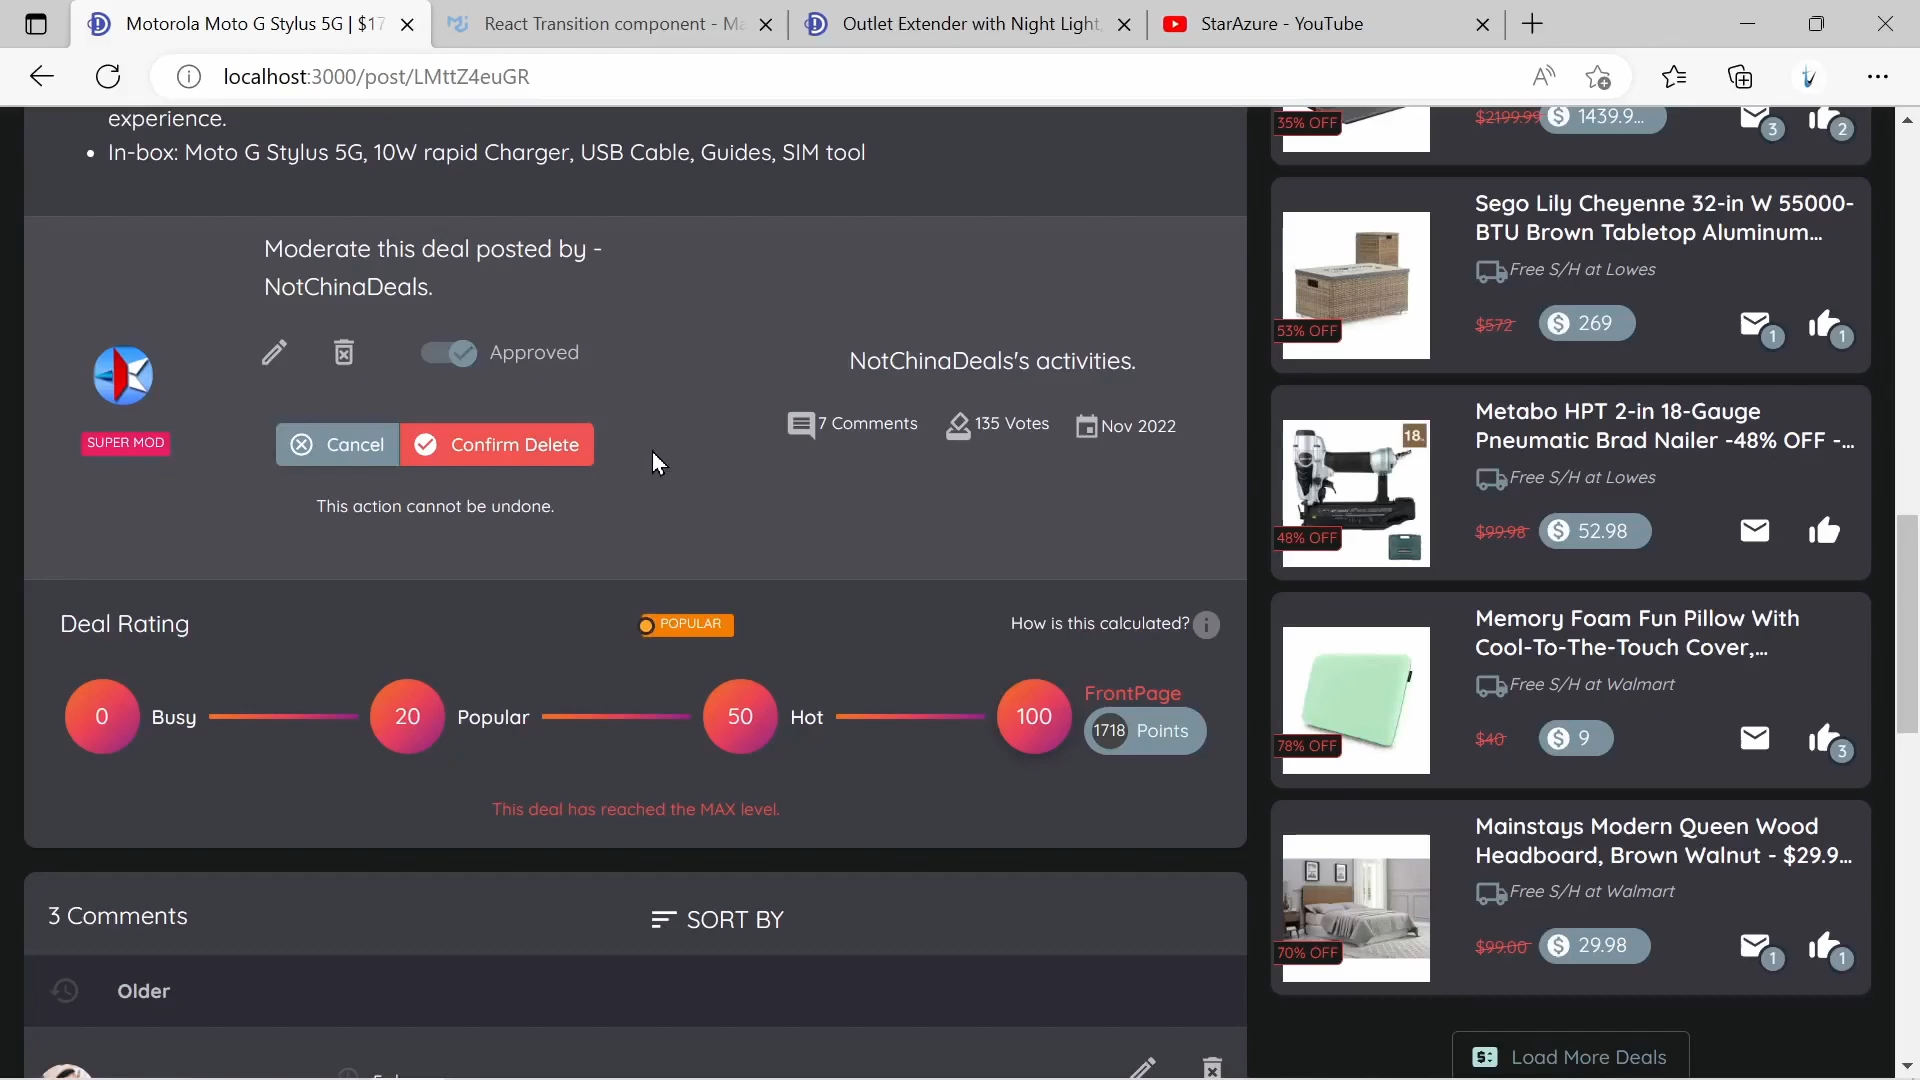 Motorola Moto G Stylus 5G | $17
React Transition component - Ma
Outlet Extender with Night Light,
StarAzure - YouTube
localhost:3000/post/LMttZ4euGR
experience.
• In-box: Moto G Stylus 5G, 10W rapid Charger, USB Cable, Guides, SIM tool
Moderate this deal posted by -
NotChinaDeals.
Approved
SUPER MOD
Cancel
Confirm Delete
This action cannot be undone.
NotChinaDeals's activities.
7 Comments
135 Votes
Nov 2022
Deal Rating
POPULAR
How is this calculated?
0 Busy
20 Popular
50 Hot
100
FrontPage
1718 Points
This deal has reached the MAX level.
3 Comments
SORT BY
Older
35% OFF
$2199.99
$ 1439.9...
3
2
Sego Lily Cheyenne 32-in W 55000-
BTU Brown Tabletop Aluminum...
Free S/H at Lowes
53% OFF
$572
$ 269
1
1
Metabo HPT 2-in 18-Gauge
Pneumatic Brad Nailer -48% OFF -...
Free S/H at Lowes
18
48% OFF
$99.98
$ 52.98
Memory Foam Fun Pillow With
Cool-To-The-Touch Cover,...
Free S/H at Walmart
78% OFF
$40
$ 9
3
Mainstays Modern Queen Wood
Headboard, Brown Walnut - $29.9...
Free S/H at Walmart
70% OFF
$99.00
$ 29.98
1
1
Load More Deals